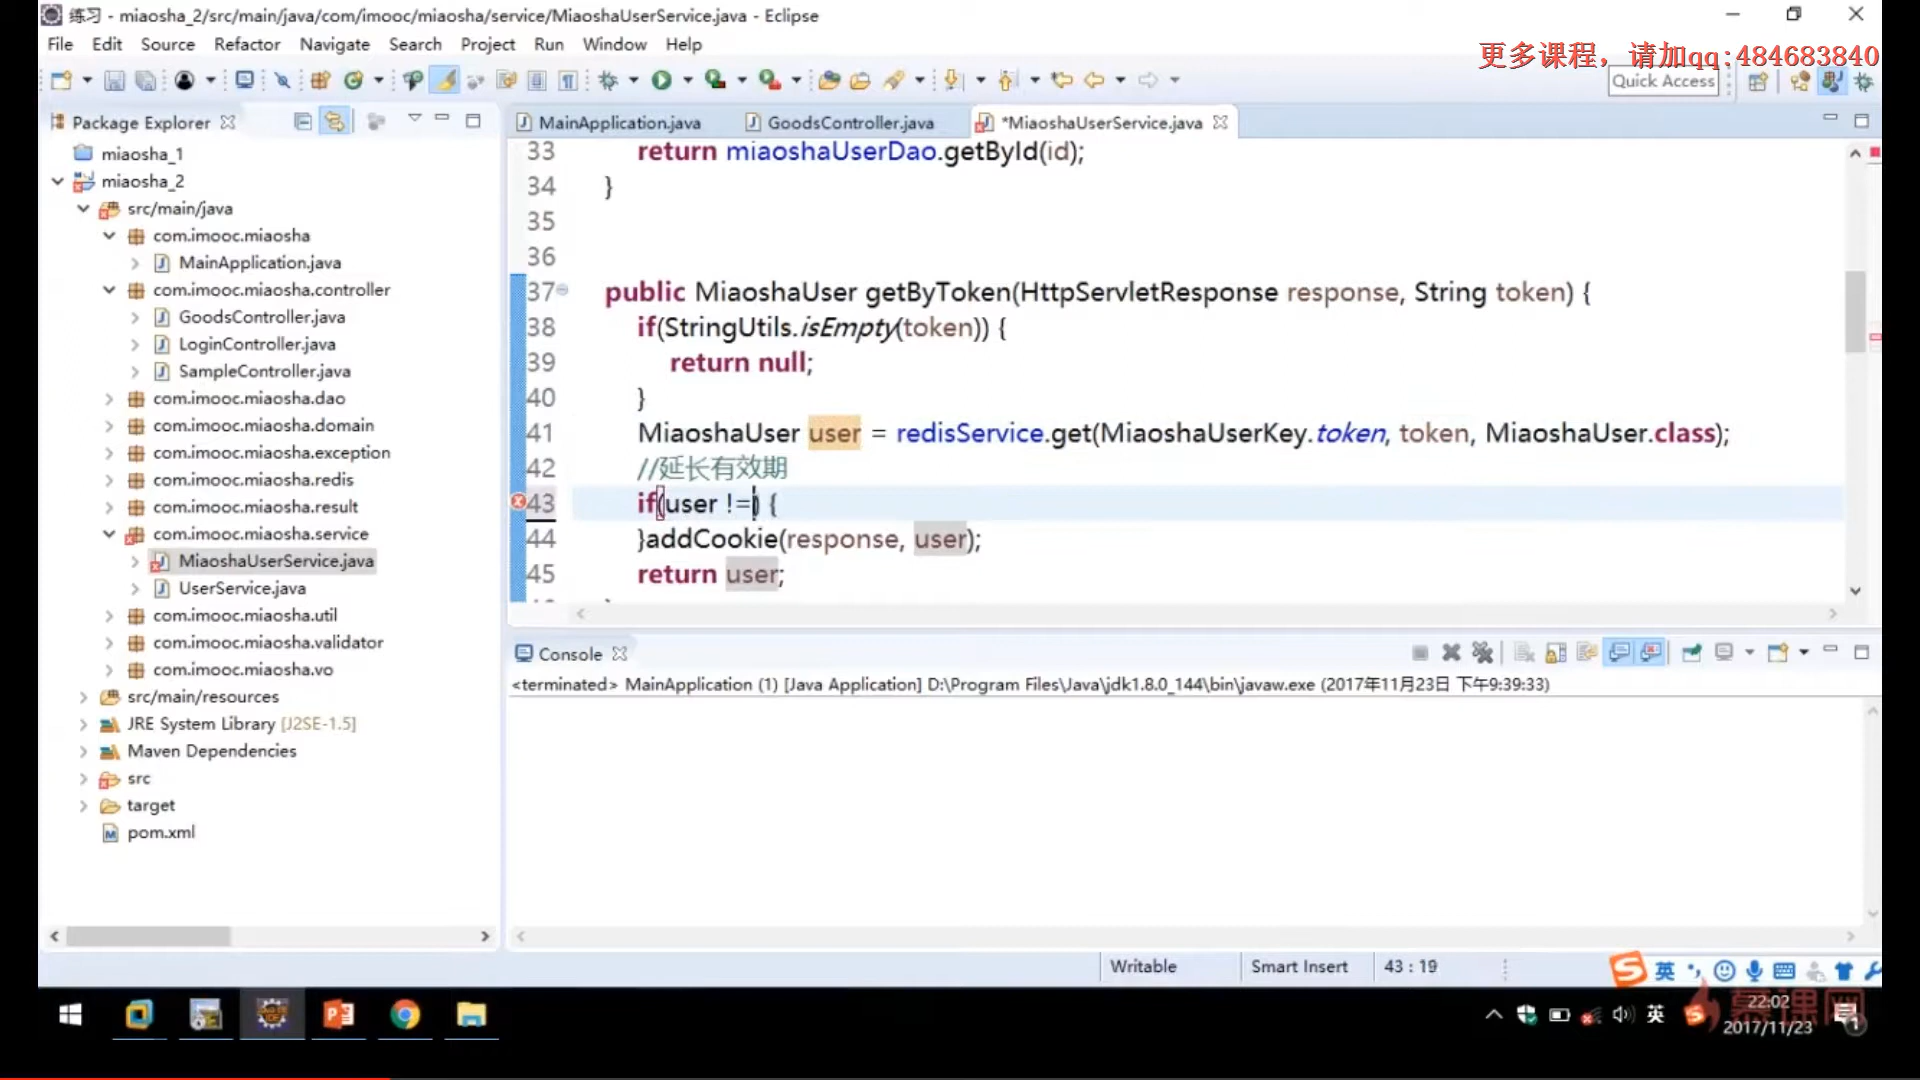 练习 - miaosha_2/src/main/java/com/imooc/miaosha/service/MiaoshaUserService.java - Eclipse
File Edit Source Refactor Navigate Search Project Run Window Help
更多课程，请加qq:484683840
Quick Access
Package Explorer
miaosha_1
miaosha_2
src/main/java
com.imooc.miaosha
MainApplication.java
com.imooc.miaosha.controller
GoodsController.java
LoginController.java
SampleController.java
com.imooc.miaosha.dao
com.imooc.miaosha.domain
com.imooc.miaosha.exception
com.imooc.miaosha.redis
com.imooc.miaosha.result
com.imooc.miaosha.service
MiaoshaUserService.java
UserService.java
com.imooc.miaosha.util
com.imooc.miaosha.validator
com.imooc.miaosha.vo
src/main/resources
JRE System Library [J2SE-1.5]
Maven Dependencies
src
target
pom.xml
MainApplication.java GoodsController.java *MiaoshaUserService.java
33 return miaoshaUserDao.getById(id);
34 }
35
36
37 public MiaoshaUser getByToken(HttpServletResponse response, String token) {
38 if(StringUtils.isEmpty(token)) {
39 return null;
40 }
41 MiaoshaUser user = redisService.get(MiaoshaUserKey.token, token, MiaoshaUser.class);
42 //延长有效期
43 if(user !=) {
44 }addCookie(response, user);
45 return user;
Console
<terminated> MainApplication (1) [Java Application] D:\Program Files\Java\jdk1.8.0_144\bin\javaw.exe (2017年11月23日 下午9:39:33)
Writable Smart Insert 43 : 19
英
慕课网
英
22:02
2017/11/23
1